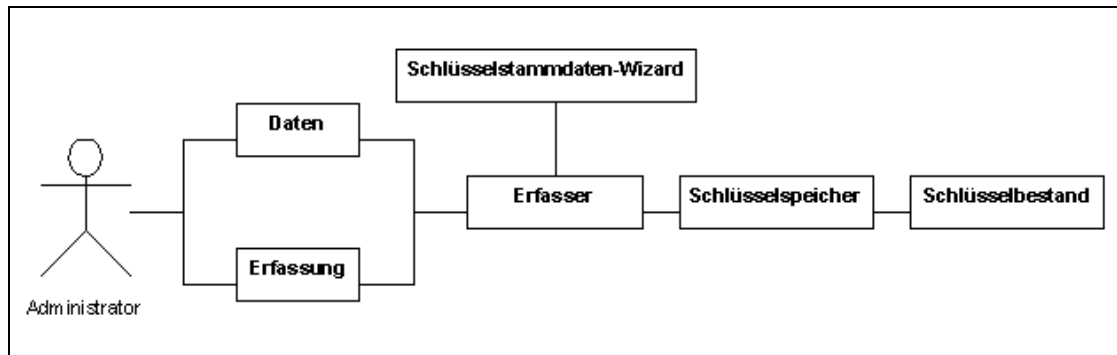 Schlüsselstammdaten-Wizard
Daten
Erfasser
Schlüsselspeicher
Schlüsselbestand
Erfassung
Administrator